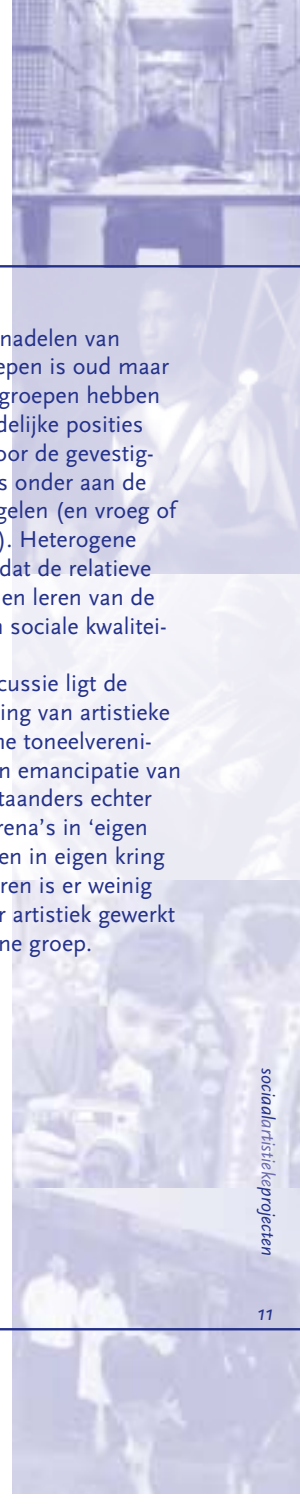 nadelen van
epen is oud maar
groepen hebben
delijke posities
oor de gevestig-
s onder aan de
gelen (en vroeg of
). Heterogene
dat de relatieve
en leren van de
n sociale kwalitei-
cussie ligt de
ing van artistieke
ne toneelvereni-
n emancipatie van
taanders echter
rena's in 'eigen
en in eigen kring
ren is er weinig
r artistiek gewerkt
ne groep.
sociaalartistiekeprojecten
11